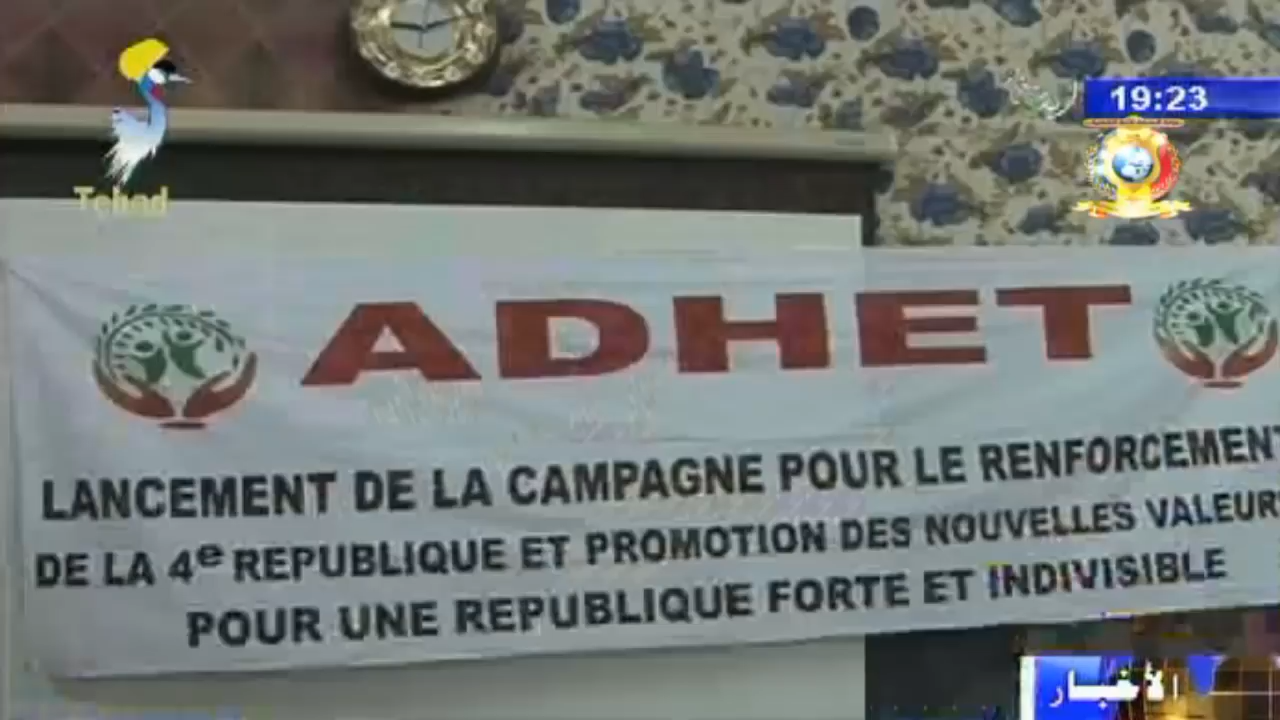 19:23
Tchad
ADHET
LANCEMENT DE LA CAMPAGNE POUR LE RENFORCEMENT
DE LA 4e REPUBLIQUE ET PROMOTION DES NOUVELLES VALEUR
POUR UNE REPUBLIQUE FORTE ET INDIVISIBLE
الأخبار